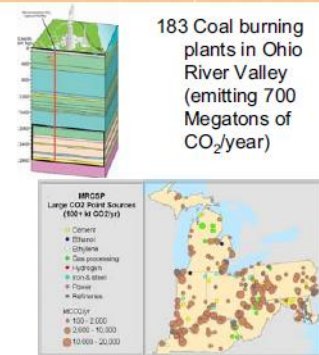 183 Coal burning
plants in Ohio
River Valley
(emitting 700
Megatons of
CO₂/year)
MRCSP
Large CO2 Point Sources
(100+ kt CO2/yr)
Cement
Ethanol
Ethylene
Gas processing
Hydrogen
Iron & steel
Power
Refineries
100 - 2,000
2,000 - 10,000
10,000 - 20,000